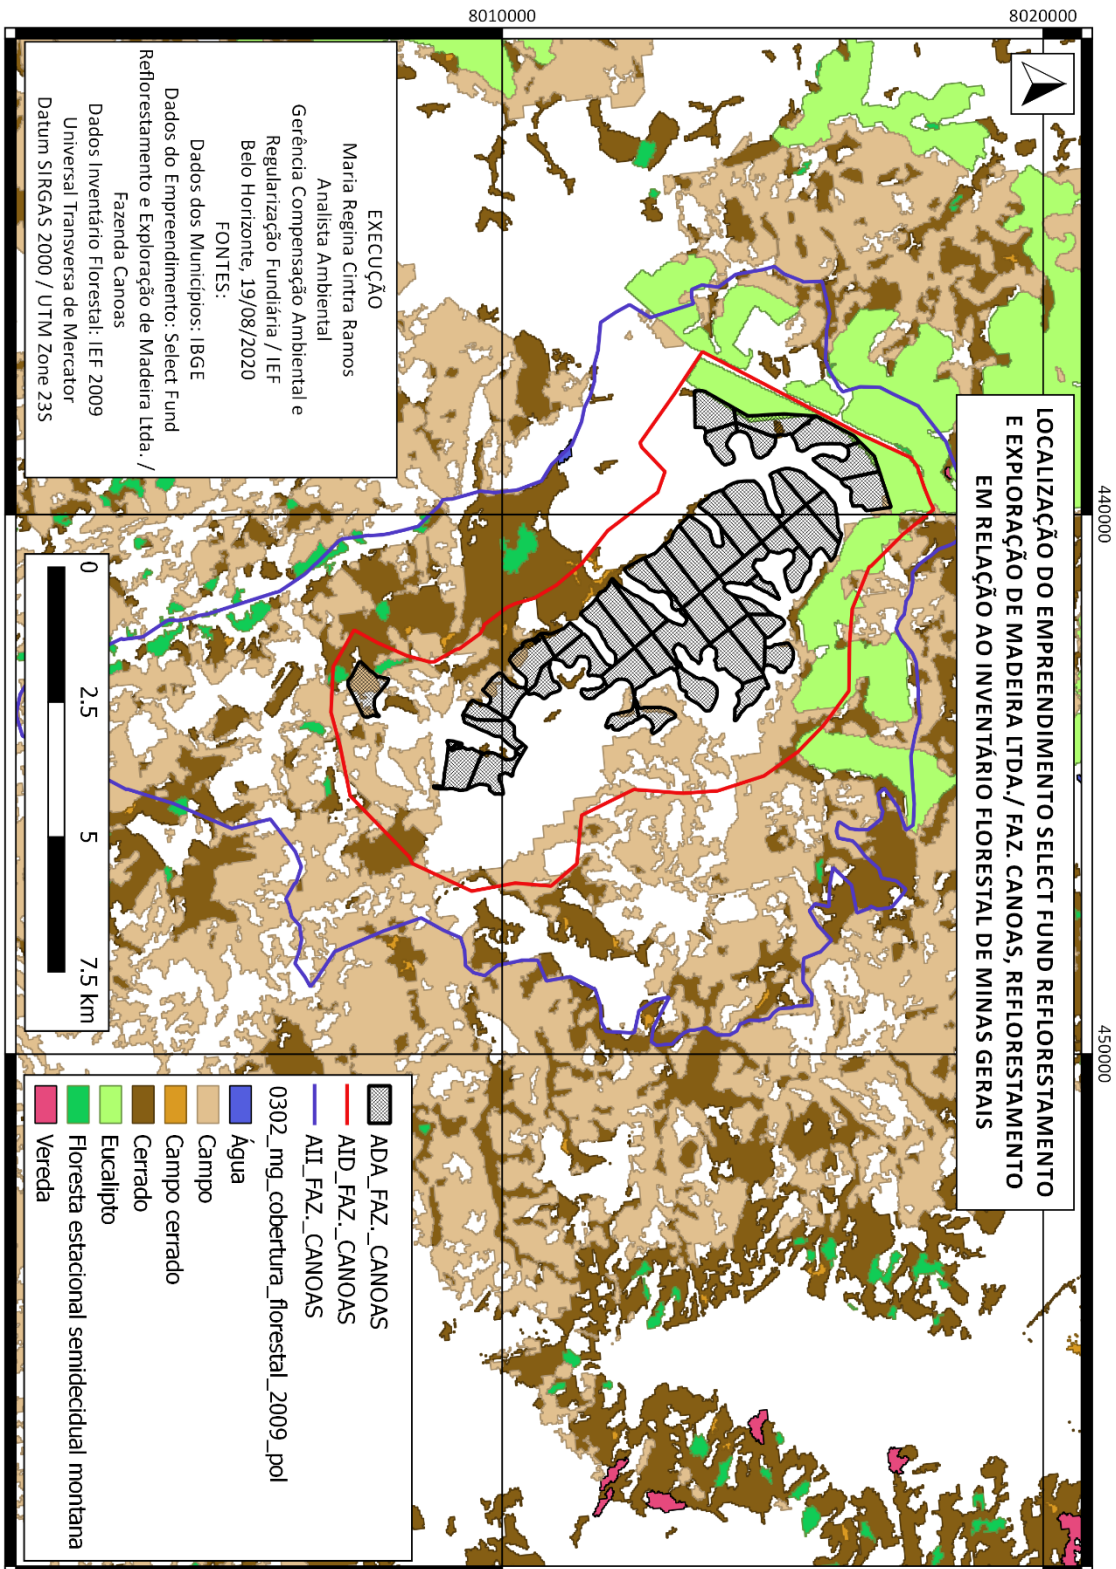 LOCALIZAÇÃO DO EMPREENDIMENTO SELECT FUND REFLORESTAMENTO
E EXPLORAÇÃO DE MADEIRA LTDA./ FAZ. CANOAS, REFLORESTAMENTO
EM RELAÇÃO AO INVENTÁRIO FLORESTAL DE MINAS GERAIS
440000
450000
8020000
8010000
EXECUÇÃO
Maria Regina Cintra Ramos
Analista Ambiental
Gerência Compensação Ambiental e
Regularização Fundiária / IEF
Belo Horizonte, 19/08/2020
FONTES:
Dados dos Municípios: IBGE
Dados do Empreendimento: Select Fund
Reflorestamento e Exploração de Madeira Ltda. /
Fazenda Canoas
Dados Inventário Florestal: IEF 2009
Universal Transversa de Mercator
Datum SIRGAS 2000 / UTM Zone 23S
0 2.5 5 7.5 km
ADA_FAZ._CANOAS
AID_FAZ._CANOAS
AII_FAZ._CANOAS
0302_mg_cobertura_florestal_2009_pol
Água
Campo
Campo cerrado
Cerrado
Eucalipto
Floresta estacional semidecidual montana
Vereda